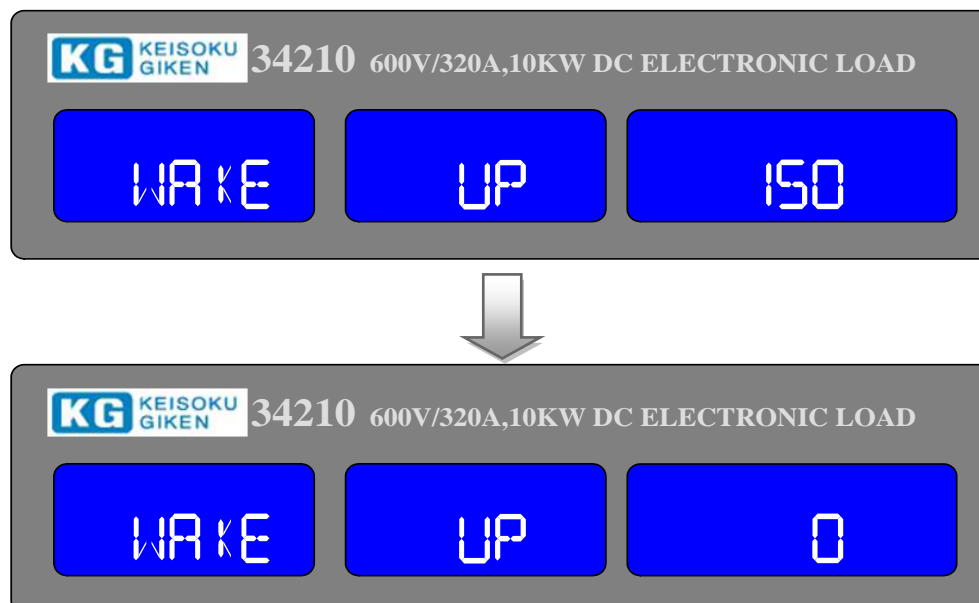 KG KEISOKU GIKEN 34210 600V/320A,10KW DC ELECTRONIC LOAD
WAKE UP 150
KG KEISOKU GIKEN 34210 600V/320A,10KW DC ELECTRONIC LOAD
WAKE UP 0